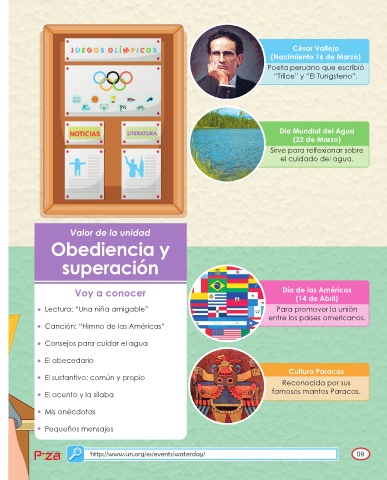 JUEGOS OLÍMPICOS
NOTICIAS
LITERATURA
César Vallejo
(Nacimiento 16 de Marzo)
Poeta peruano que escribió
“Trilce” y “El Tungsteno”.
Día Mundial del Agua
(22 de Marzo)
Sirve para reflexionar sobre
el cuidado del agua.
Valor de la unidad
Obediencia y
superación
Voy a conocer
• Lectura: “Una niña amigable”
• Canción: “Himno de las Américas”
• Consejos para cuidar el agua
• El abecedario
• El sustantivo: común y propio
• El acento y la sílaba
• Mis anécdotas
• Pequeños mensajes
Día de las Américas
(14 de Abril)
Para promover la unión
entre los países americanos.
Cultura Paracas
Reconocida por sus
famosos mantos Paracas.
http://www.un.org/es/events/waterday/
09